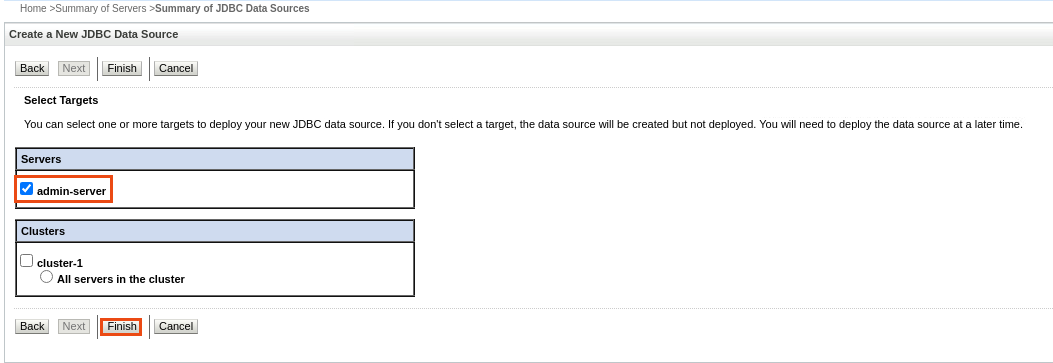 Home >Summary of Servers >Summary of JDBC Data Sources
Create a New JDBC Data Source
Back Next Finish Cancel
Select Targets
You can select one or more targets to deploy your new JDBC data source. If you don't select a target, the data source will be created but not deployed. You will need to deploy the data source at a later time.
Servers
admin-server
Clusters
cluster-1
All servers in the cluster
Back Next Finish Cancel